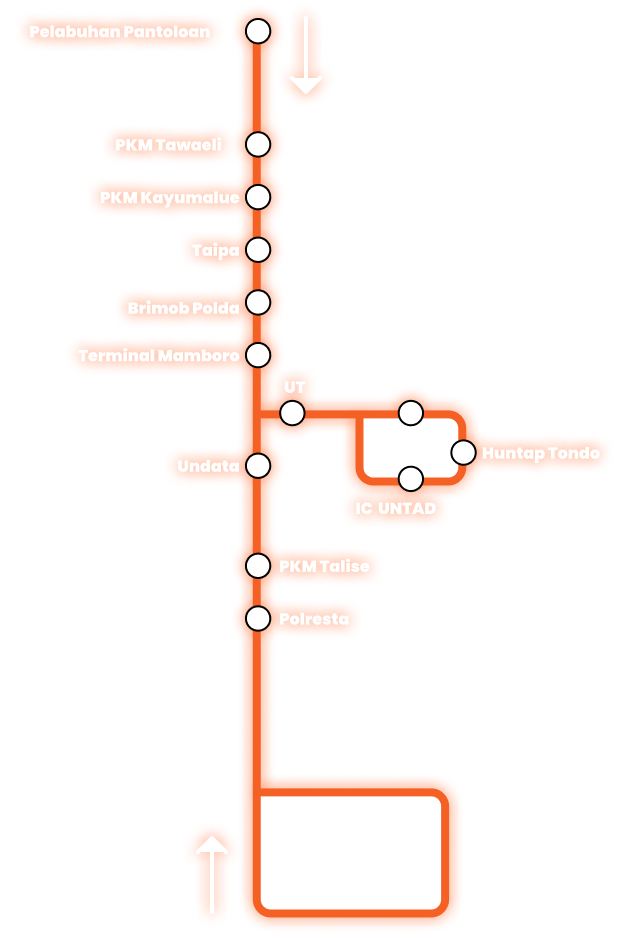 Pelabuhan Pantoloan
PKM Tawaeli
PKM Kayumalue
Taipa
Brimob Polda
Terminal Mamboro
UT
Huntap Tondo
Undata
IC UNTAD
PKM Talise
Polresta